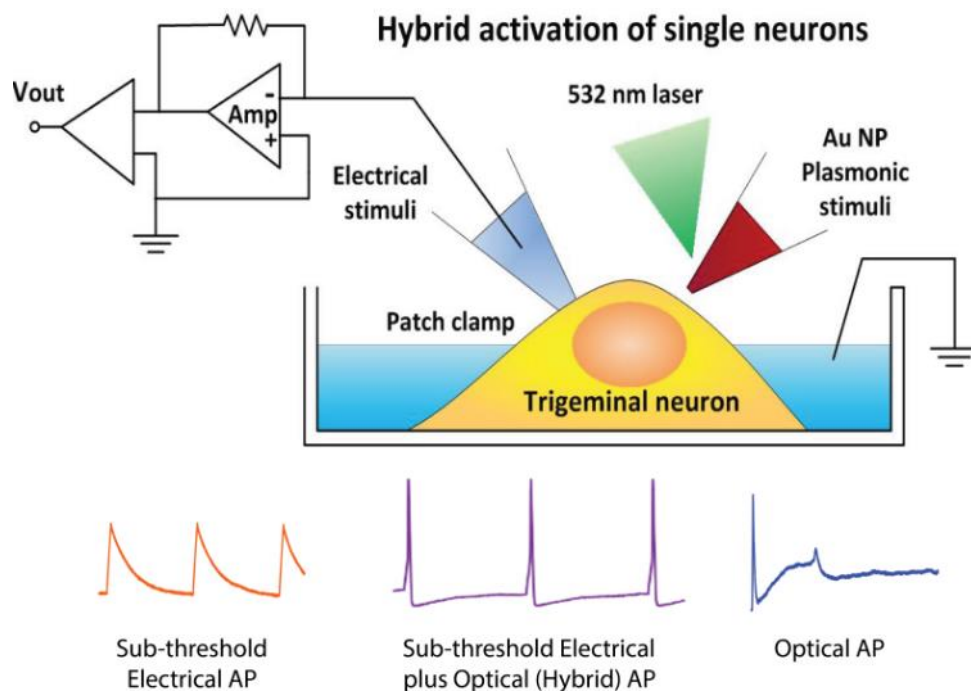 Hybrid activation of single neurons
Vout
-
Amp
+
532 nm laser
Electrical
stimuli
Au NP
Plasmonic
stimuli
Patch clamp
Trigeminal neuron
Sub-threshold
Electrical AP
Sub-threshold Electrical
plus Optical (Hybrid) AP
Optical AP